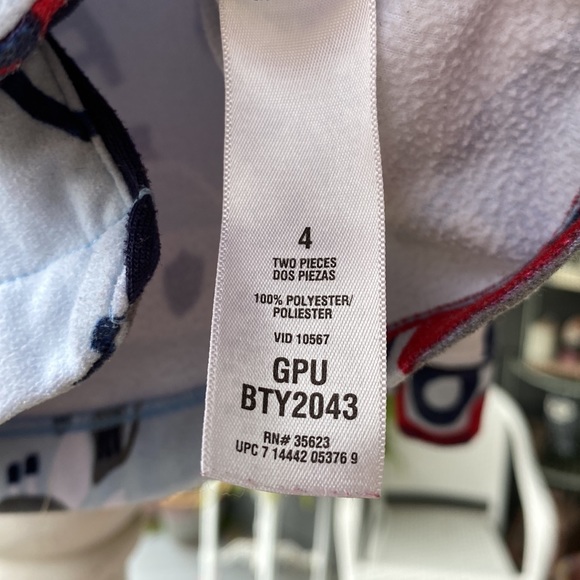 4
TWO PIECES
DOS PIEZAS
100% POLYESTER/
POLIESTER
VID 10567
GPU
BTY2043
RN# 35623
UPC 7 14442 05376 9